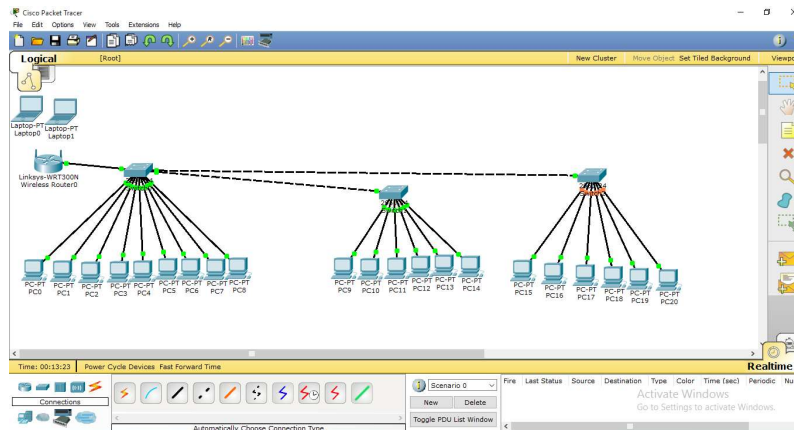 Cisco Packet Tracer
File Edit Options View Tools Extensions Help
Logical [Root] New Cluster Move Object Set Tiled Background Viewpo
Laptop-PT
Laptop0
Laptop-PT
Laptop1
Linksys-WRT300N
Wireless Router0
PC-PT
PC0
PC-PT
PC1
PC-PT
PC2
PC-PT
PC3
PC-PT
PC4
PC-PT
PC5
PC-PT
PC6
PC-PT
PC7
PC-PT
PC8
PC-PT
PC9
PC-PT
PC10
PC-PT
PC11
PC-PT
PC12
PC-PT
PC13
PC-PT
PC14
PC-PT
PC15
PC-PT
PC16
PC-PT
PC17
PC-PT
PC18
PC-PT
PC19
PC-PT
PC20
Time: 00:13:23 Power Cycle Devices Fast Forward Time Realtime
Connections
Automatically Choose Connection Type
Scenario 0
New Delete
Toggle PDU List Window
Fire Last Status Source Destination Type Color Time (sec) Periodic Nu
Activate Windows
Go to Settings to activate Windows.